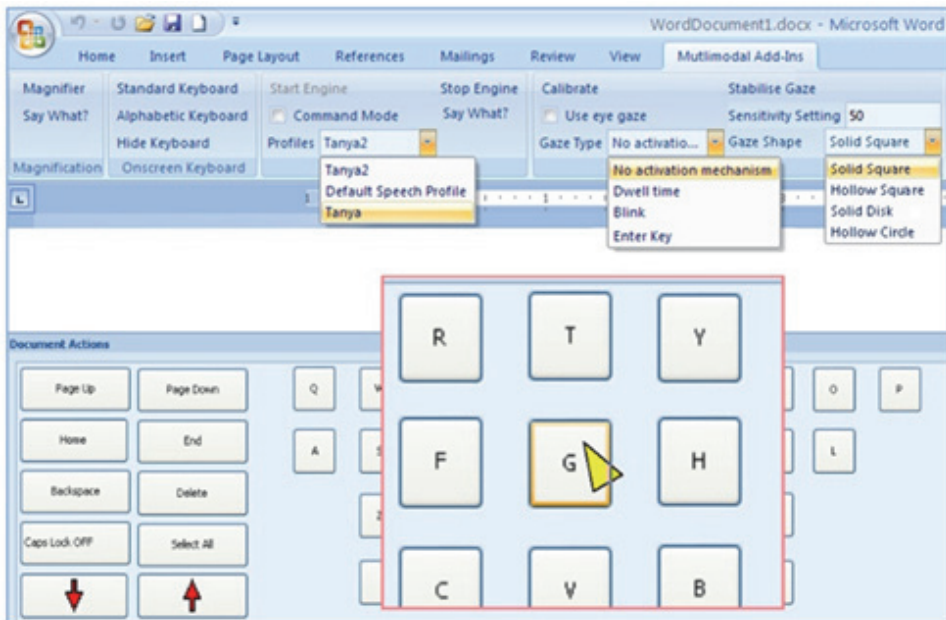 WordDocument1.docx - Microsoft Word
Home Insert Page Layout References Mailings Review View Mutlimodal Add-Ins
Magnifier Standard Keyboard Start Engine Stop Engine Calibrate Stabilise Gaze
Say What? Alphabetic Keyboard Command Mode Say What? Use eye gaze Sensitivity Setting 50
Hide Keyboard Profiles Tanya2 Gaze Type No activatio... Gaze Shape Solid Square
Magnification Onscreen Keyboard Tanya2 No activation mechanism Solid Square
Default Speech Profile Dwell time Hollow Square
Tanya Blink Solid Disk
Enter Key Hollow Circle
R T Y
Document Actions
Page Up Page Down Q W O P
Home End A S F G H L
Backspace Delete Z
Caps Lock OFF Select All
C V B